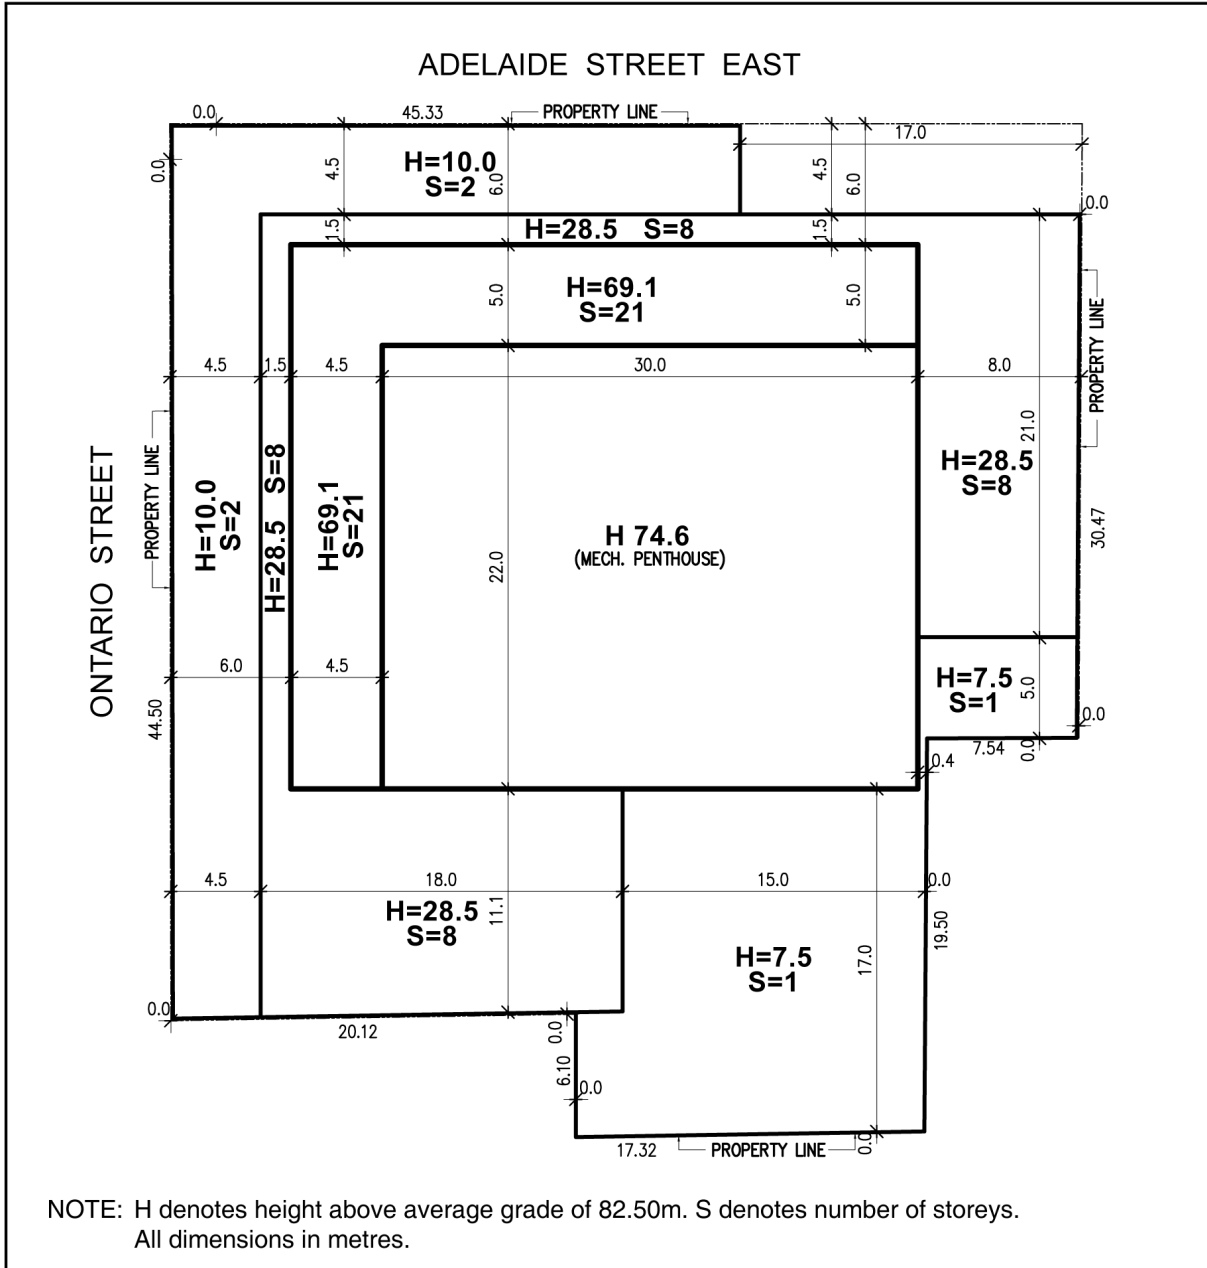 ADELAIDE STREET EAST
0.0
45.33
PROPERTY LINE
17.0
0.0
4.5
H=10.0
S=2
6.0
4.5
6.0
0.0
1.5
H=28.5 S=8
1.5
5.0
H=69.1
S=21
5.0
PROPERTY LINE
4.5
1.5
4.5
30.0
8.0
21.0
ONTARIO STREET
PROPERTY LINE
H=10.0
S=2
H=28.5 S=8
H=69.1
S=21
22.0
H 74.6
(MECH. PENTHOUSE)
H=28.5
S=8
30.47
6.0
4.5
44.50
H=7.5
S=1
5.0
0.0
7.54
0.0
0.4
4.5
18.0
15.0
0.0
H=28.5
S=8
11.1
19.50
H=7.5
S=1
17.0
0.0
20.12
0.0
6.10
0.0
17.32
PROPERTY LINE
0.0
NOTE: H denotes height above average grade of 82.50m. S denotes number of storeys.
All dimensions in metres.